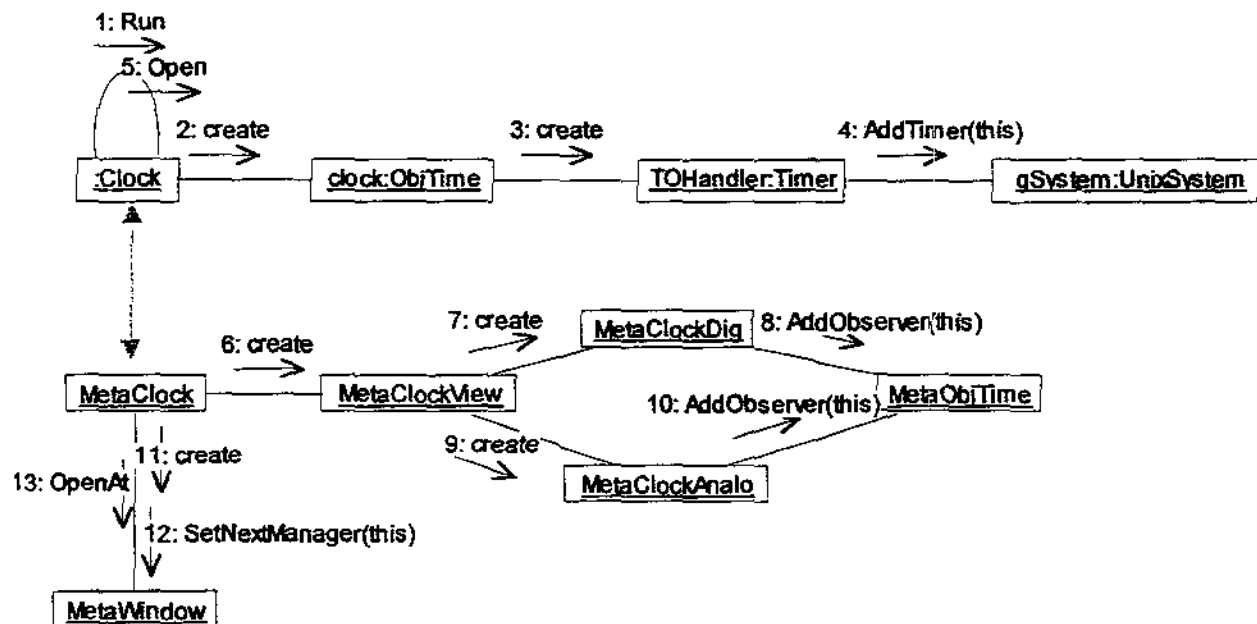 1: Run
5: Open
2: create
3: create
4: AddTimer(this)
:Clock
clock:ObjTime
TOHandler:Timer
gSystem:UnixSystem
7: create
MetaClockDig
8: AddObserver(this)
6: create
MetaClock
MetaClockView
MetaObjTime
10: AddObserver(this)
9: create
11: create
13: OpenAt
MetaClockAnalo
12: SetNextManager(this)
MetaWindow